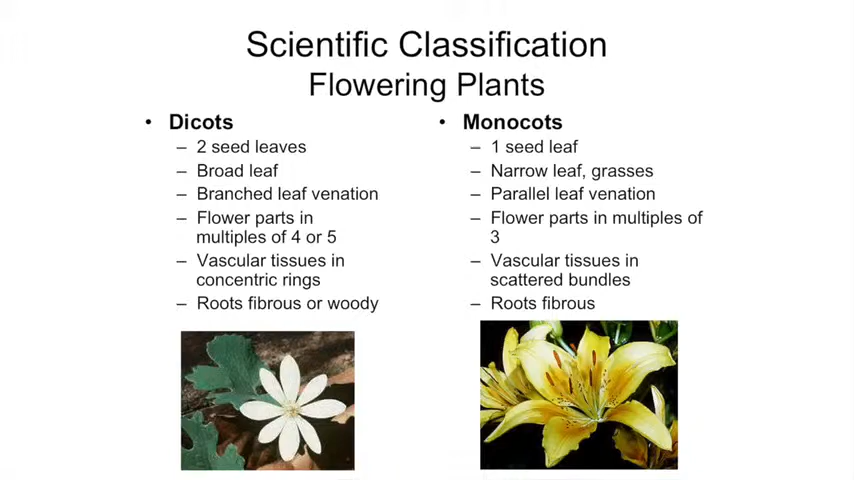 Scientific Classification
Flowering Plants
• Dicots
– 2 seed leaves
– Broad leaf
– Branched leaf venation
– Flower parts in
multiples of 4 or 5
– Vascular tissues in
concentric rings
– Roots fibrous or woody
• Monocots
– 1 seed leaf
– Narrow leaf, grasses
– Parallel leaf venation
– Flower parts in multiples of
3
– Vascular tissues in
scattered bundles
– Roots fibrous